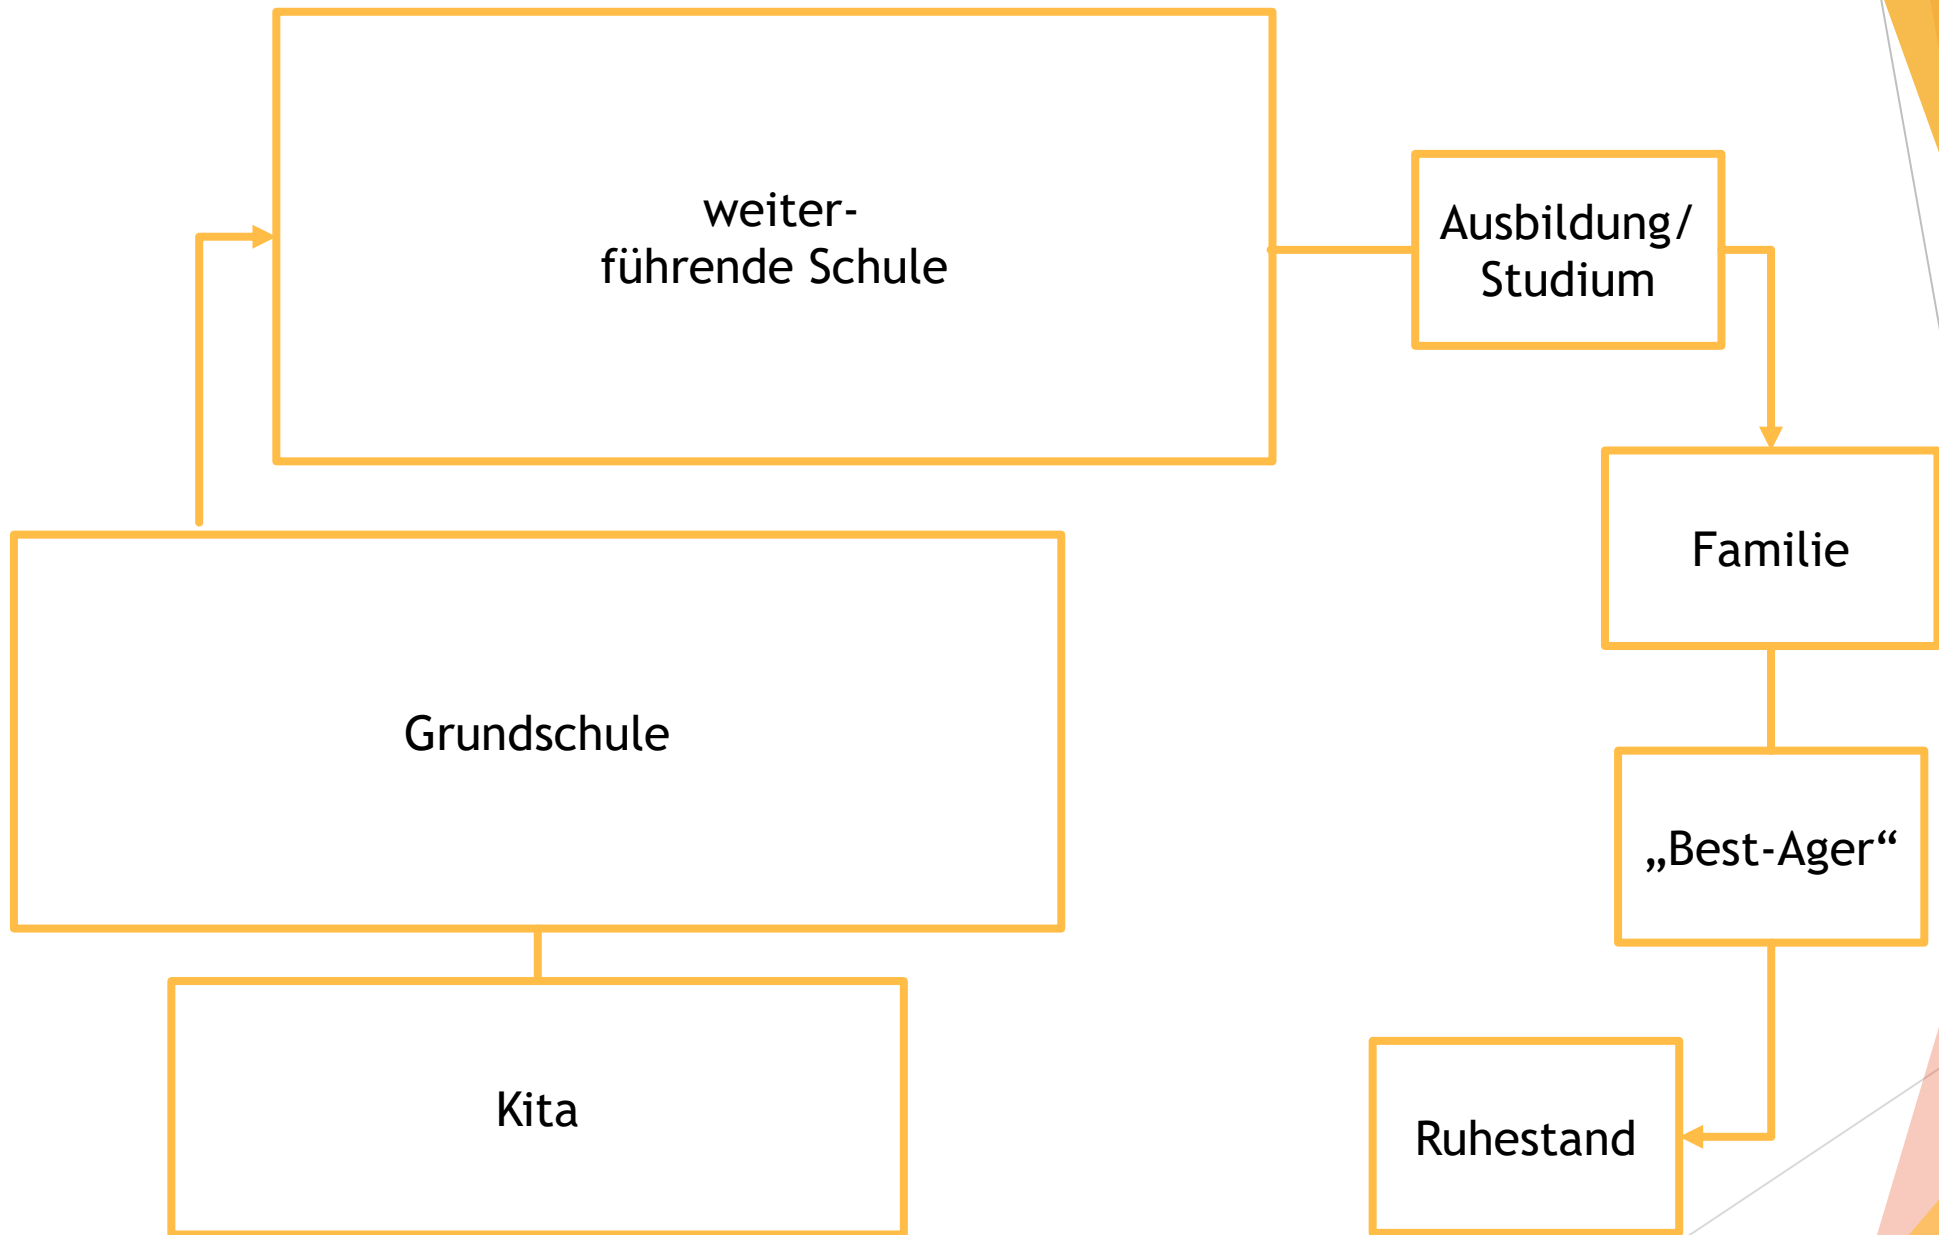 weiter-
führende Schule
Ausbildung/
Studium
Familie
Grundschule
„Best-Ager“
Kita
Ruhestand